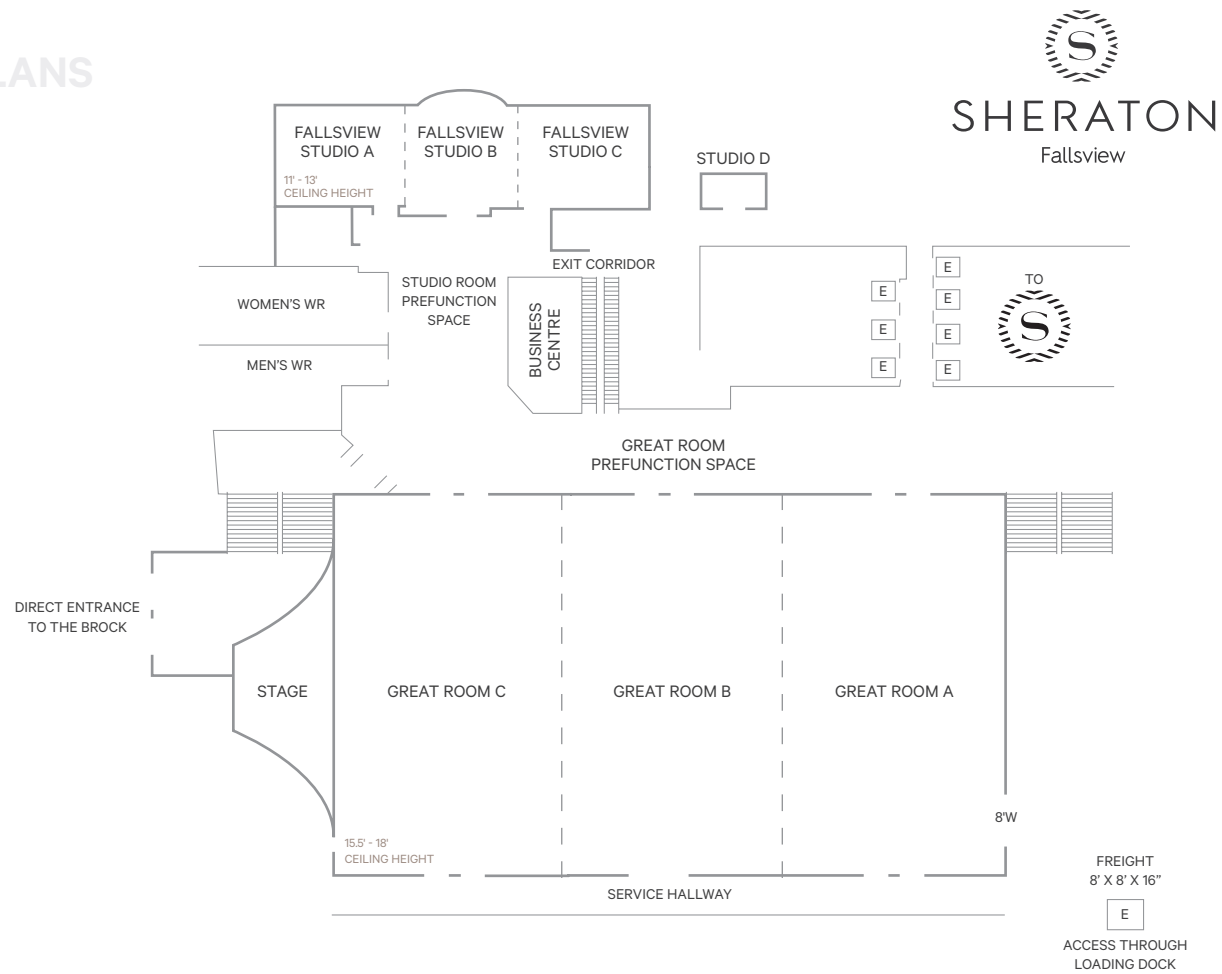 LANS
S
SHERATON
Fallsview
FALLSVIEW
STUDIO A
FALLSVIEW
STUDIO B
FALLSVIEW
STUDIO C
11' - 13'
CEILING HEIGHT
STUDIO D
EXIT CORRIDOR
WOMEN'S WR
MEN'S WR
STUDIO ROOM
PREFUNCTION
SPACE
BUSINESS
CENTRE
E
E
E
E
E
E
E
TO
S
GREAT ROOM
PREFUNCTION SPACE
DIRECT ENTRANCE
TO THE BROCK
STAGE
GREAT ROOM C
GREAT ROOM B
GREAT ROOM A
8'W
15.5' - 18'
CEILING HEIGHT
SERVICE HALLWAY
FREIGHT
8' X 8' X 16”
E
ACCESS THROUGH
LOADING DOCK